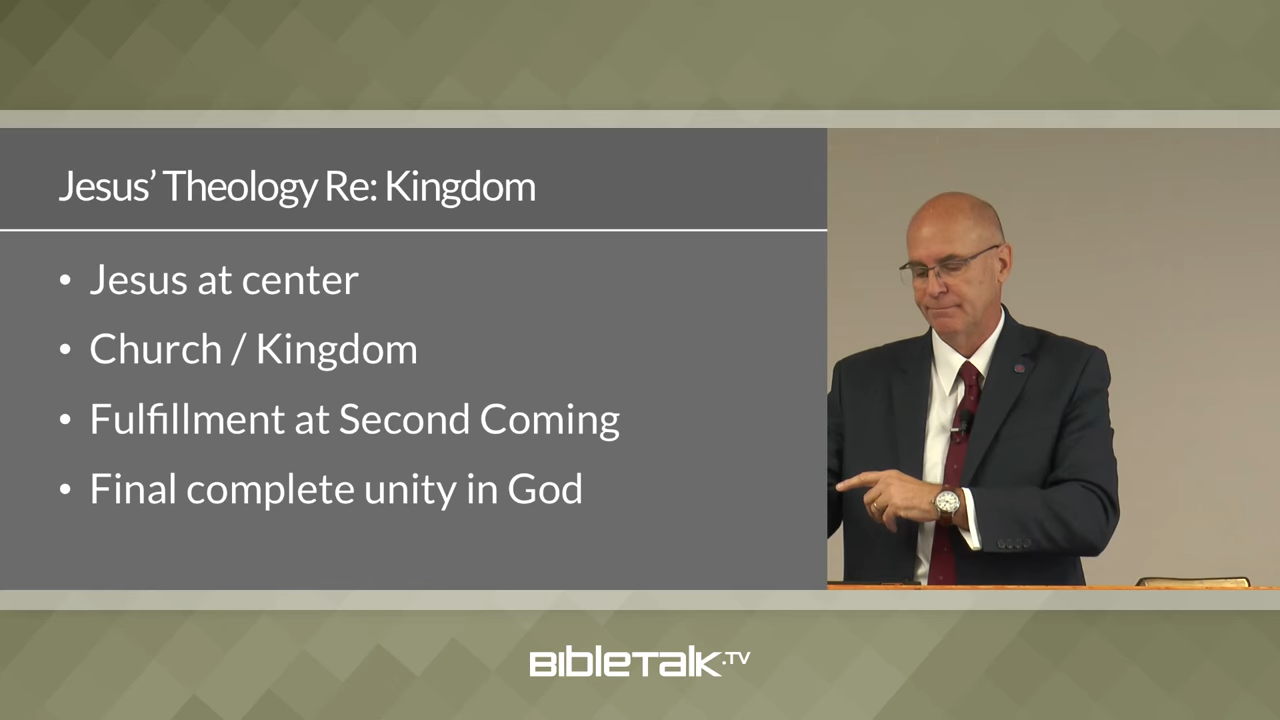 Jesus’ Theology Re: Kingdom
• Jesus at center
• Church / Kingdom
• Fulfillment at Second Coming
• Final complete unity in God
BibleTalk.TV